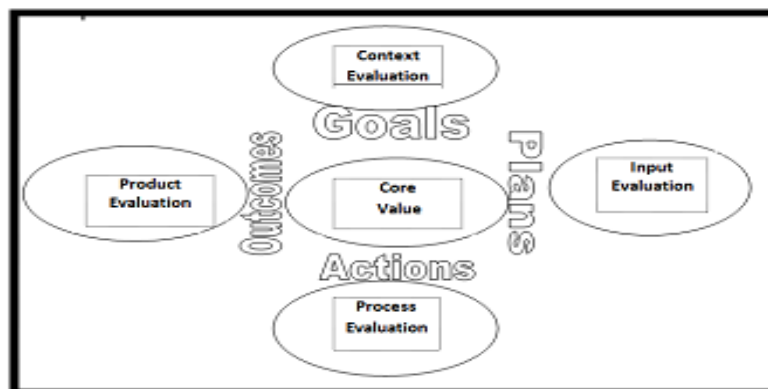 Context
Evaluation
Goals
Outcomes
Plans
Product
Evaluation
Core
Value
Input
Evaluation
Actions
Process
Evaluation